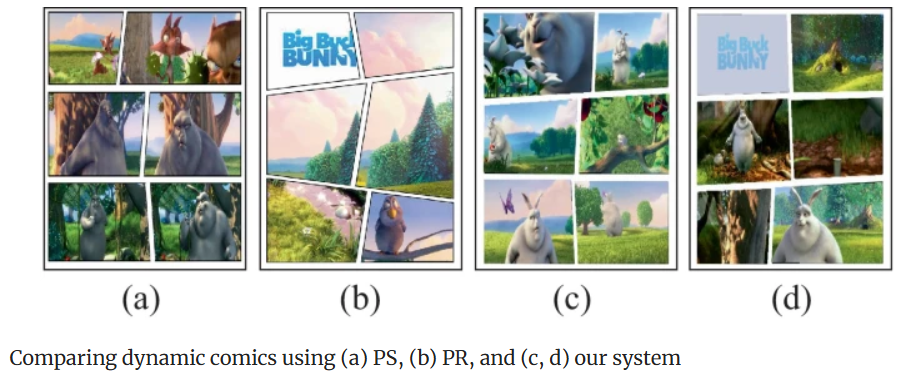 Big Buck
BUNNY
Big Buck
BUNNY
(a)
(b)
(c)
(d)
Comparing dynamic comics using (a) PS, (b) PR, and (c, d) our system